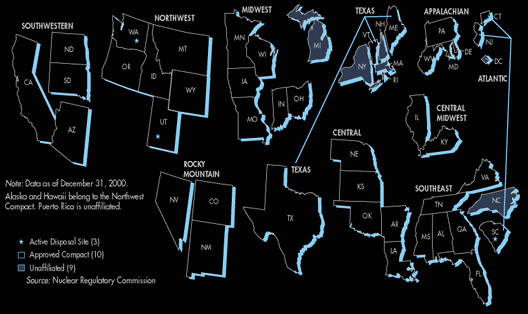 SOUTHWESTERN
CA
ND
SD
AZ
NORTHWEST
WA
MT
OR
ID
WY
UT
MIDWEST
MN
WI
MI
IA
MO
IN
OH
TEXAS
NH
ME
VT
NY
MA
RI
APPALACHIAN
PA
WV
MD
DE
CT
NJ
DC
ATLANTIC
IL
KY
CENTRAL
MIDWEST
ROCKY
MOUNTAIN
NV
CO
NM
TEXAS
TX
CENTRAL
NE
KS
OK
AR
LA
SOUTHEAST
VA
TN
NC
MS
AL
GA
SC
FL
Note: Data as of December 31, 2000.
Alaska and Hawaii belong to the Northwest
Compact. Puerto Rico is unaffiliated.
Active Disposal Site (3)
Approved Compact (10)
Unaffiliated (9)
Source: Nuclear Regulatory Commission